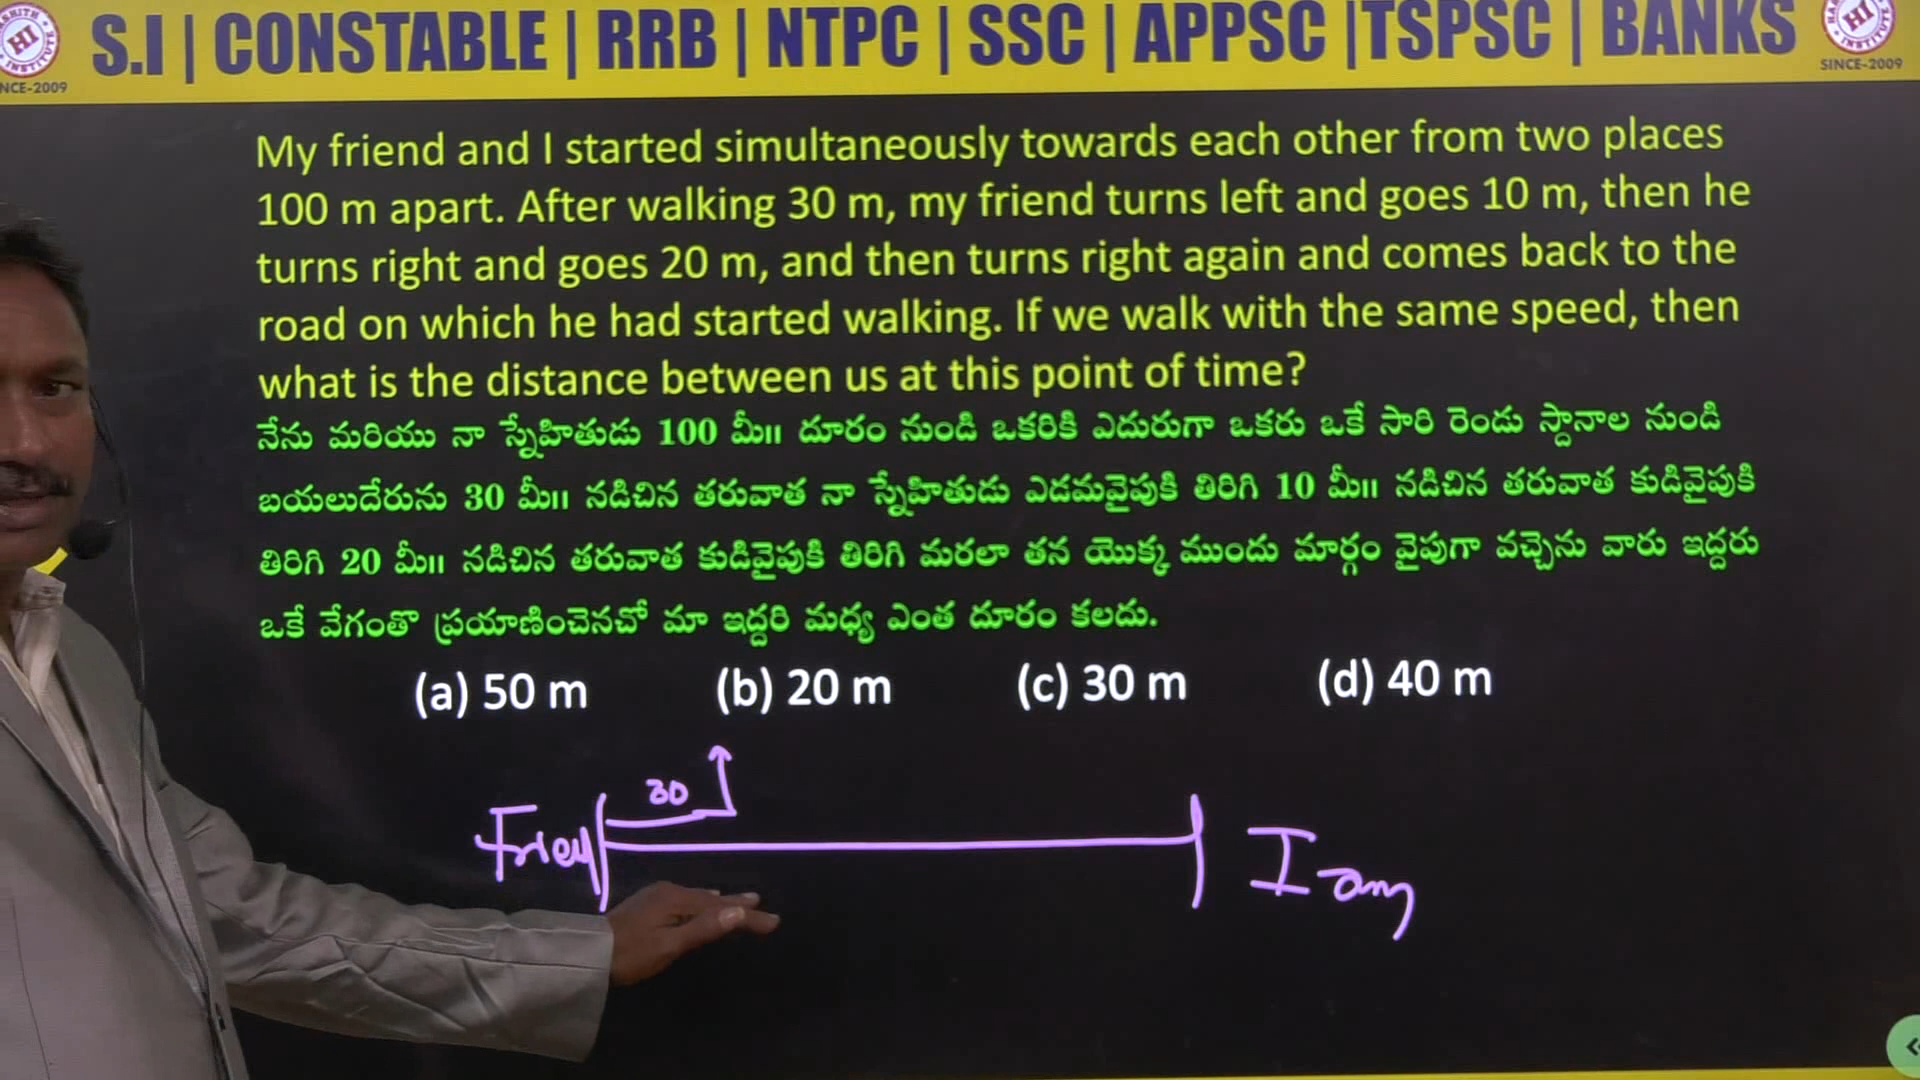 S.I | CONSTABLE | RRB | NTPC | SSC | APPSC |TSPSC | BANKS
HI
NCE-2009
HI
SINCE-2009
My friend and I started simultaneously towards each other from two places
100 m apart. After walking 30 m, my friend turns left and goes 10 m, then he
turns right and goes 20 m, and then turns right again and comes back to the
road on which he had started walking. If we walk with the same speed, then
what is the distance between us at this point of time?
నేను మరియు నా స్నేహితుడు 100 మీ॥ దూరం నుండి ఒకరికి ఎదురుగా ఒకరు ఒకే సారి రెండు స్థానాల నుండి
బయలుదేరును 30 మీ॥ నడిచిన తరువాత నా స్నేహితుడు ఎడమవైపుకి తిరిగి 10 మీ॥ నడిచిన తరువాత కుడివైపుకి
తిరిగి 20 మీ॥ నడిచిన తరువాత కుడివైపుకి తిరిగి మరలా తన యొక్క ముందు మార్గం వైపుగా వచ్చెను వారు ఇద్దరు
ఒకే వేగంతొ ప్రయాణించెనచో మా ఇద్దరి మధ్య ఎంత దూరం కలదు.
(a) 50 m (b) 20 m (c) 30 m (d) 40 m
30
I am